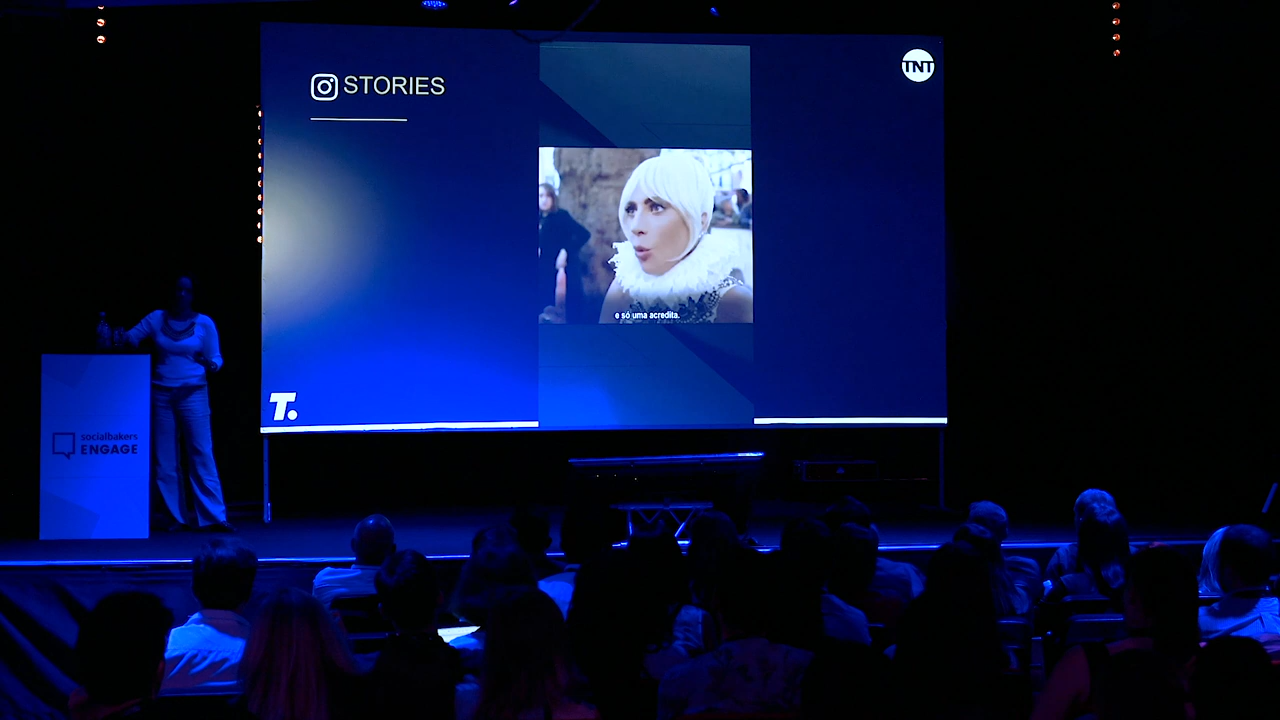 STORIES
TNT
e só uma acredita.
T.
socialbakers
ENGAGE